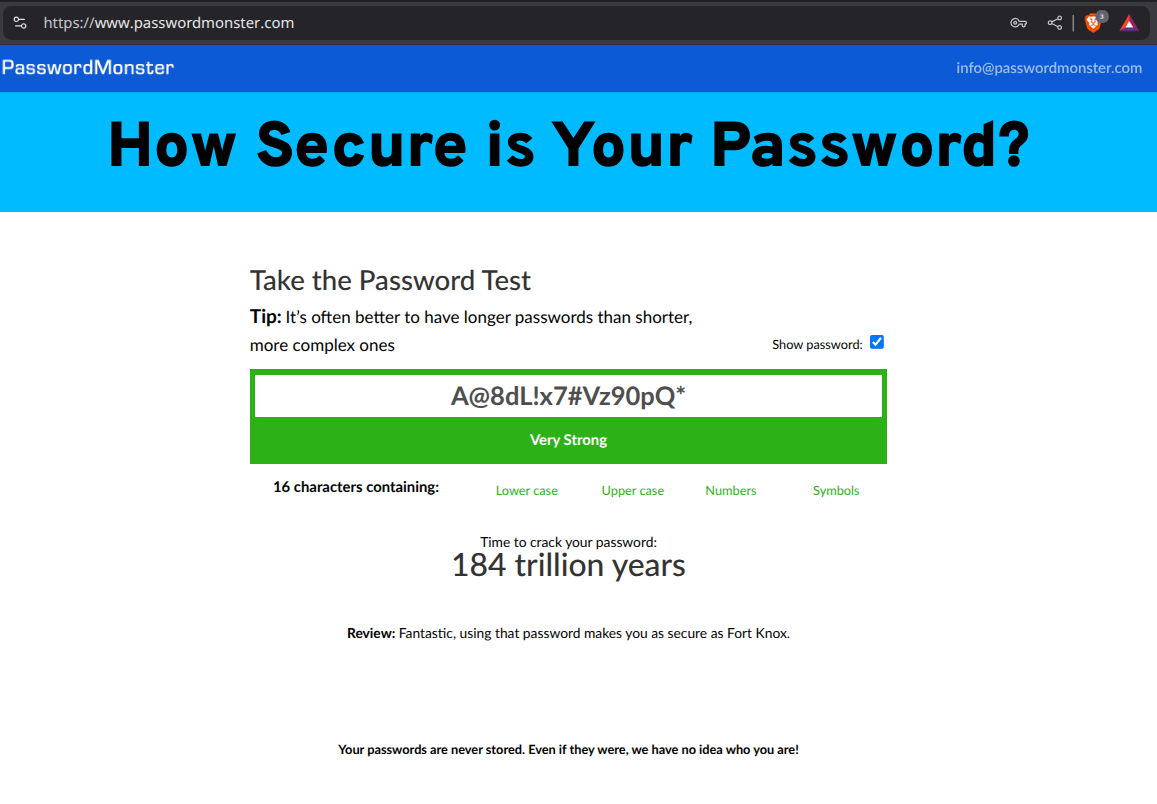 https://www.passwordmonster.com
3
PasswordMonster
info@passwordmonster.com
How Secure is Your Password?
Take the Password Test
Tip: It's often better to have longer passwords than shorter,
more complex ones
Show password:
A@8dL!x7#Vz90pQ*
Very Strong
16 characters containing:
Lower case
Upper case
Numbers
Symbols
Time to crack your password:
184 trillion years
Review: Fantastic, using that password makes you as secure as Fort Knox.
Your passwords are never stored. Even if they were, we have no idea who you are!